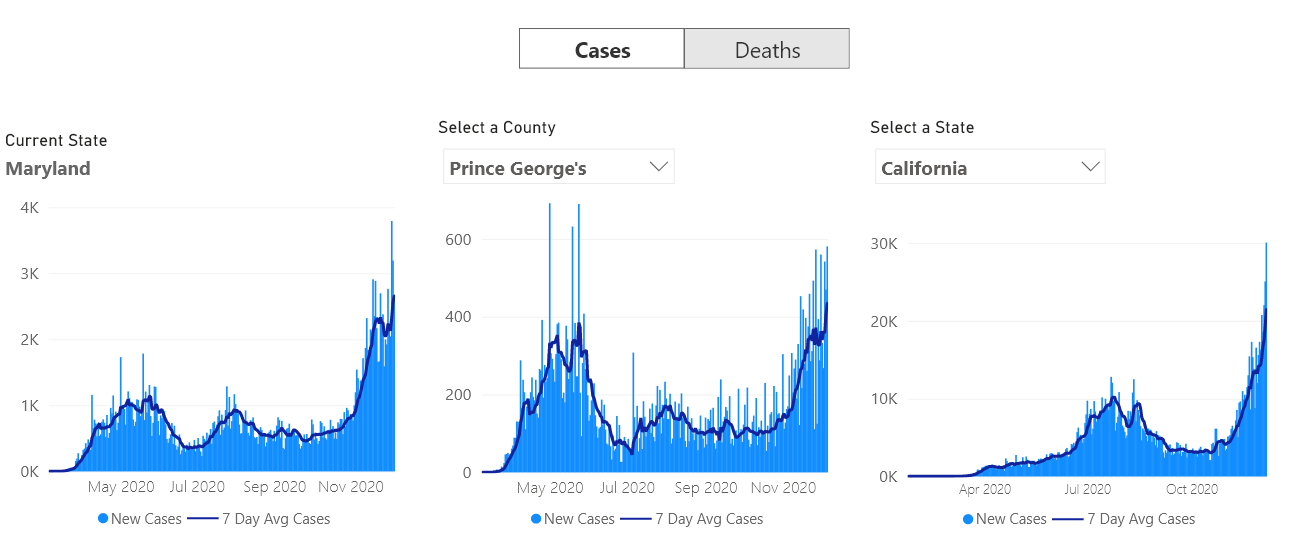 Cases Deaths
Current State
Maryland
4K
3K
2K
1K
0K
May 2020 Jul 2020 Sep 2020 Nov 2020
New Cases 7 Day Avg Cases
Select a County
Prince George's
600
400
200
0
May 2020 Jul 2020 Sep 2020 Nov 2020
New Cases 7 Day Avg Cases
Select a State
California
30K
20K
10K
0K
Apr 2020 Jul 2020 Oct 2020
New Cases 7 Day Avg Cases